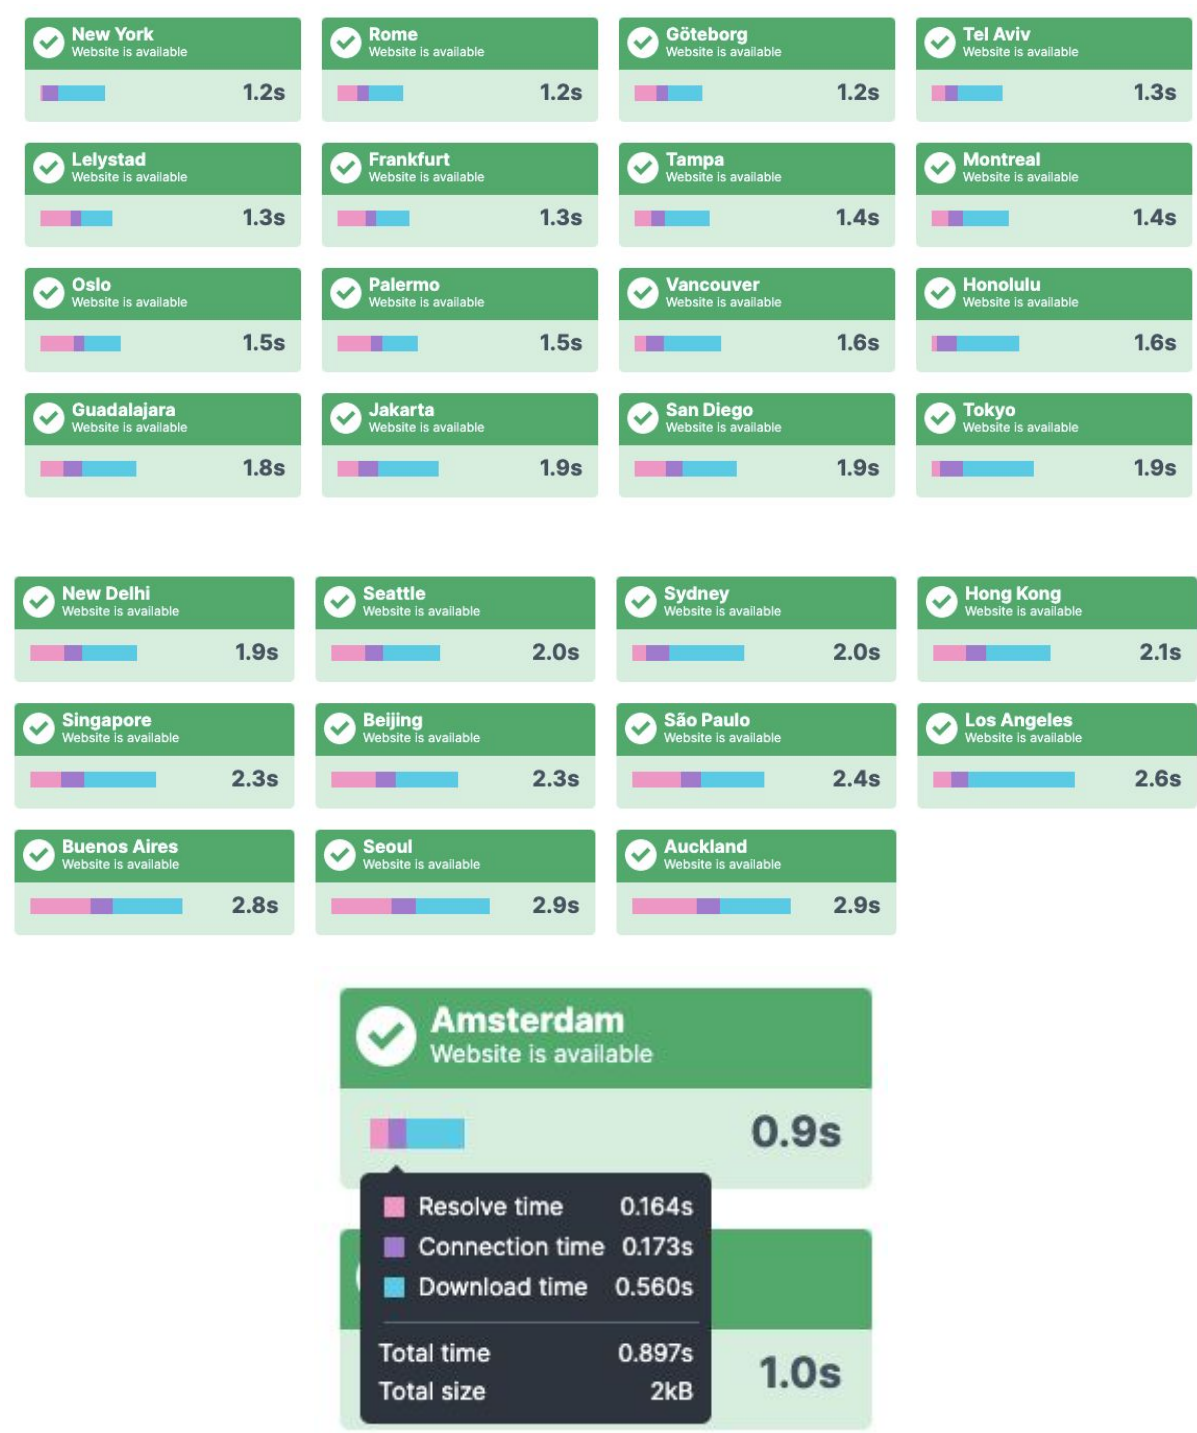 New York
Website is available
1.2s
Rome
Website is available
1.2s
Göteborg
Website is available
1.2s
Tel Aviv
Website is available
1.3s
Lelystad
Website is available
1.3s
Frankfurt
Website is available
1.3s
Tampa
Website is available
1.4s
Montreal
Website is available
1.4s
Oslo
Website is available
1.5s
Palermo
Website is available
1.5s
Vancouver
Website is available
1.6s
Honolulu
Website is available
1.6s
Guadalajara
Website is available
1.8s
Jakarta
Website is available
1.9s
San Diego
Website is available
1.9s
Tokyo
Website is available
1.9s
New Delhi
Website is available
1.9s
Seattle
Website is available
2.0s
Sydney
Website is available
2.0s
Hong Kong
Website is available
2.1s
Singapore
Website is available
2.3s
Beijing
Website is available
2.3s
São Paulo
Website is available
2.4s
Los Angeles
Website is available
2.6s
Buenos Aires
Website is available
2.8s
Seoul
Website is available
2.9s
Auckland
Website is available
2.9s
Amsterdam
Website is available
0.9s
Resolve time 0.164s
Connection time 0.173s
Download time 0.560s
Total time 0.897s
Total size 2kB
1.0s